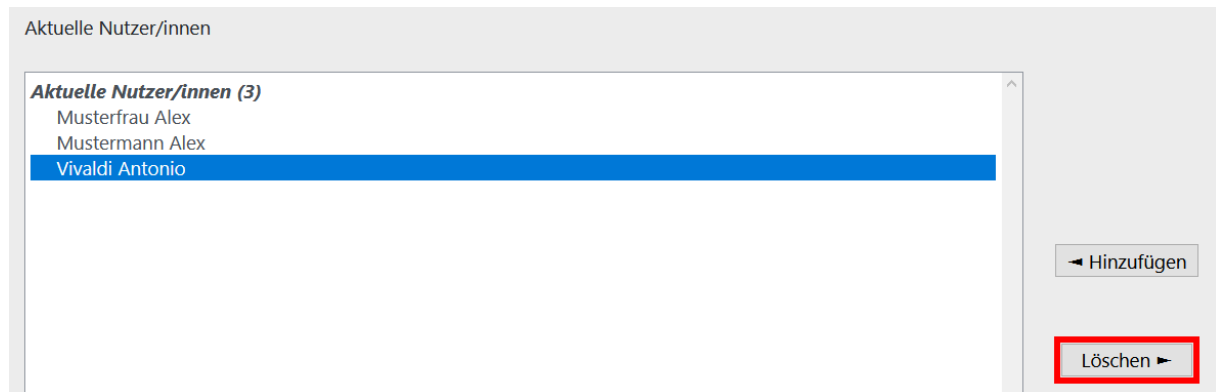 Aktuelle Nutzer/innen
Aktuelle Nutzer/innen (3)
Musterfrau Alex
Mustermann Alex
Vivaldi Antonio
◄ Hinzufügen
Löschen ►